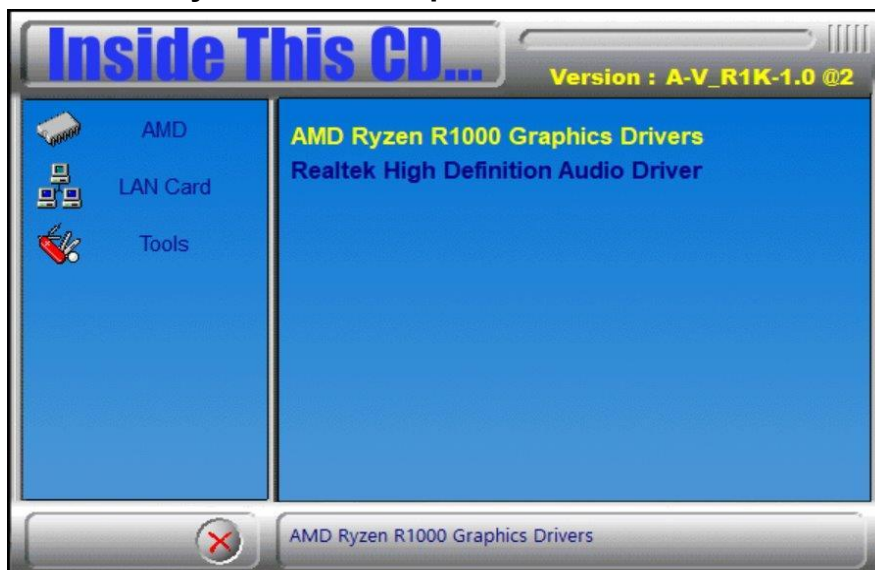 Inside This CD...
Version : A-V_R1K-1.0 @2
AMD
LAN Card
Tools
AMD Ryzen R1000 Graphics Drivers
Realtek High Definition Audio Driver
AMD Ryzen R1000 Graphics Drivers